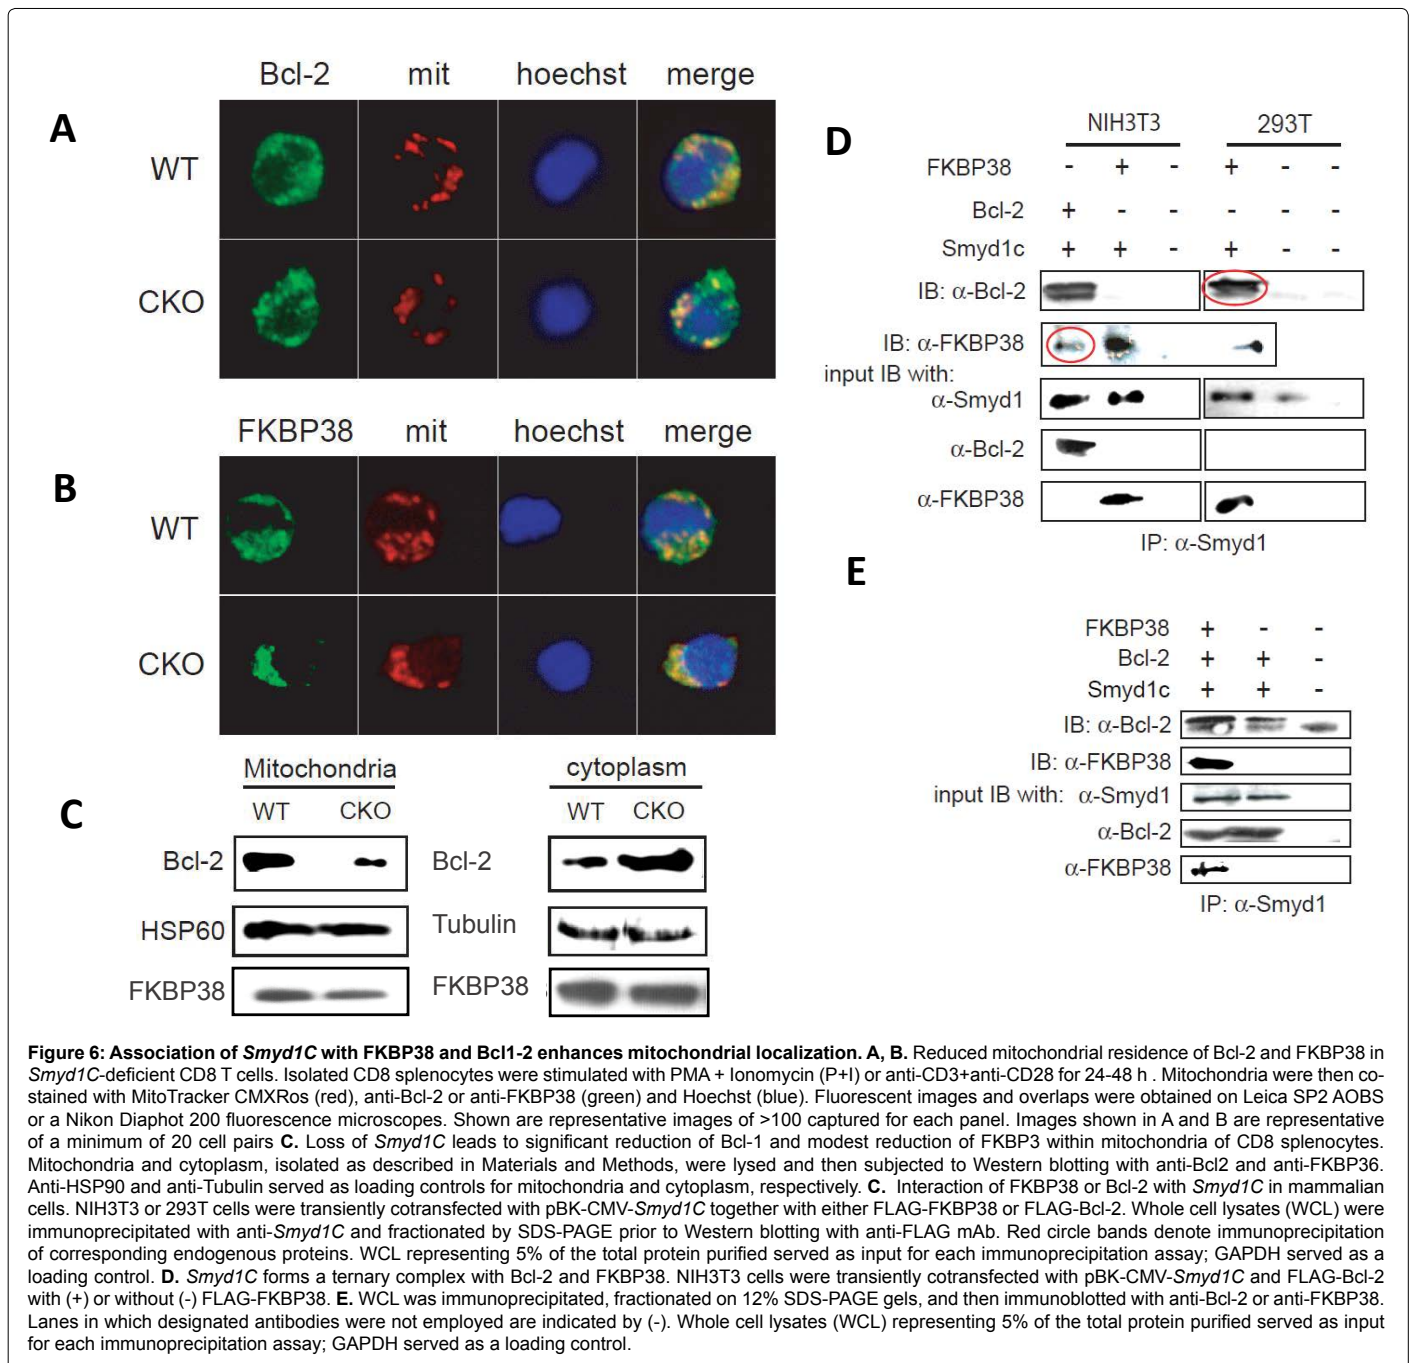 Bcl-2 mit hoechst merge
A
WT
CKO
FKBP38 mit hoechst merge
B
WT
CKO
Mitochondria cytoplasm
C
WT CKO WT CKO
Bcl-2 Bcl-2
HSP60 Tubulin
FKBP38 FKBP38
D
NIH3T3 293T
FKBP38 - + - + - -
Bcl-2 + - - - - -
Smyd1c + + - + - -
IB: α-Bcl-2
IB: α-FKBP38
input IB with:
α-Smyd1
α-Bcl-2
α-FKBP38
IP: α-Smyd1
E
FKBP38 + - -
Bcl-2 + + -
Smyd1c + + -
IB: α-Bcl-2
IB: α-FKBP38
input IB with: α-Smyd1
α-Bcl-2
α-FKBP38
IP: α-Smyd1
Figure 6: Association of Smyd1C with FKBP38 and Bcl1-2 enhances mitochondrial localization. A, B. Reduced mitochondrial residence of Bcl-2 and FKBP38 in
Smyd1C-deficient CD8 T cells. Isolated CD8 splenocytes were stimulated with PMA + Ionomycin (P+I) or anti-CD3+anti-CD28 for 24-48 h . Mitochondria were then co-
stained with MitoTracker CMXRos (red), anti-Bcl-2 or anti-FKBP38 (green) and Hoechst (blue). Fluorescent images and overlaps were obtained on Leica SP2 AOBS
or a Nikon Diaphot 200 fluorescence microscopes. Shown are representative images of >100 captured for each panel. Images shown in A and B are representative
of a minimum of 20 cell pairs C. Loss of Smyd1C leads to significant reduction of Bcl-1 and modest reduction of FKBP3 within mitochondria of CD8 splenocytes.
Mitochondria and cytoplasm, isolated as described in Materials and Methods, were lysed and then subjected to Western blotting with anti-Bcl2 and anti-FKBP36.
Anti-HSP90 and anti-Tubulin served as loading controls for mitochondria and cytoplasm, respectively. C. Interaction of FKBP38 or Bcl-2 with Smyd1C in mammalian
cells. NIH3T3 or 293T cells were transiently cotransfected with pBK-CMV-Smyd1C together with either FLAG-FKBP38 or FLAG-Bcl-2. Whole cell lysates (WCL) were
immunoprecipitated with anti-Smyd1C and fractionated by SDS-PAGE prior to Western blotting with anti-FLAG mAb. Red circle bands denote immunoprecipitation
of corresponding endogenous proteins. WCL representing 5% of the total protein purified served as input for each immunoprecipitation assay; GAPDH served as a
loading control. D. Smyd1C forms a ternary complex with Bcl-2 and FKBP38. NIH3T3 cells were transiently cotransfected with pBK-CMV-Smyd1C and FLAG-Bcl-2
with (+) or without (-) FLAG-FKBP38. E. WCL was immunoprecipitated, fractionated on 12% SDS-PAGE gels, and then immunoblotted with anti-Bcl-2 or anti-FKBP38.
Lanes in which designated antibodies were not employed are indicated by (-). Whole cell lysates (WCL) representing 5% of the total protein purified served as input
for each immunoprecipitation assay; GAPDH served as a loading control.